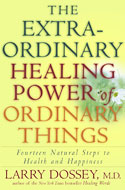 THE
EXTRA-
ORDINARY
HEALING
POWER of
ORDINARY
THINGS
Fourteen Natural Steps to
Health and Happiness
LARRY DOSSEY, M.D.
author of the New York Times bestseller Healing Words